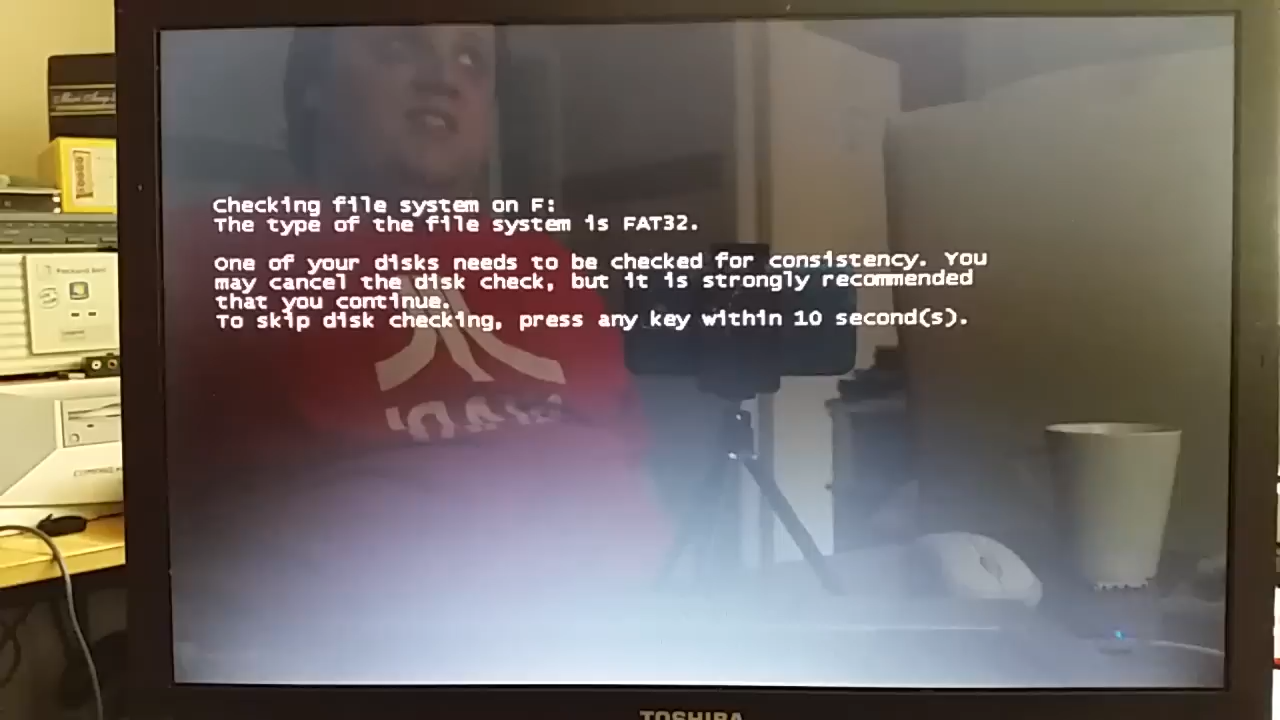 Checking file system on F:
The type of the file system is FAT32.
One of your disks needs to be checked for consistency. You
may cancel the disk check, but it is strongly recommended
that you continue.
To skip disk checking, press any key within 10 second(s).
Packard Bell
TOSHIBA